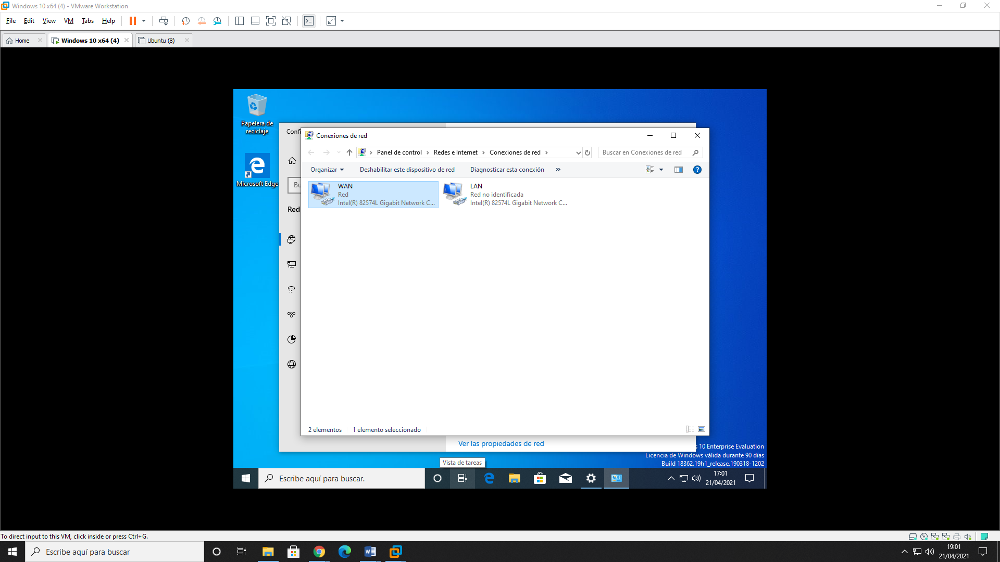 Windows 10 x64 (4) - VMware Workstation
File Edit View VM Tabs Help
Home Windows 10 x64 (4) Ubuntu (8)
Papelera de
reciclaje
Microsoft Edge
Confi
Bu
Red
Conexiones de red
Panel de control Redes e Internet Conexiones de red
Buscar en Conexiones de red
Organizar Deshabilitar este dispositivo de red Diagnosticar esta conexión »
WAN
Red
Intel(R) 82574L Gigabit Network C...
LAN
Red no identificada
Intel(R) 82574L Gigabit Network C...
2 elementos 1 elemento seleccionado
Ver las propiedades de red
s 10 Enterprise Evaluation
Licencia de Windows válida durante 90 días
Build 18362.19h1_release.190318-1202
Vista de tareas
Escribe aquí para buscar.
17:01
21/04/2021
To direct input to this VM, click inside or press Ctrl+G.
Escribe aquí para buscar
19:01
21/04/2021